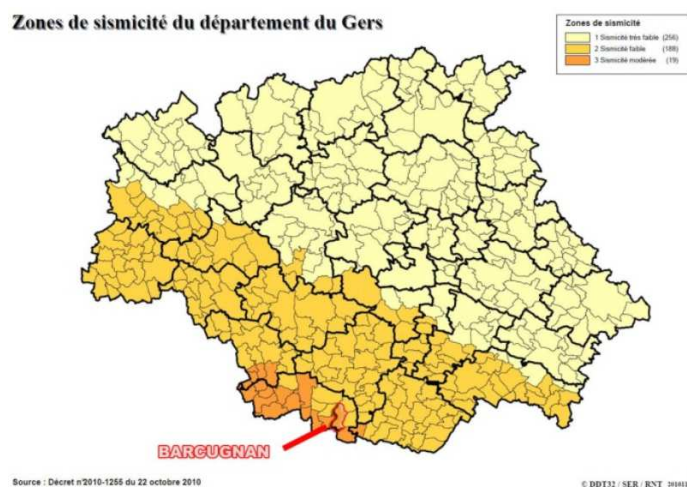 Zones de sismicité du département du Gers
Zones de sismicité
1 Sismicité très faible (256)
2 Sismicité faible (188)
3 Sismicité modérée (19)
BARCUGNAN
Source : Décret n°2010-1255 du 22 octobre 2010
© DDT32 / SER / RNT